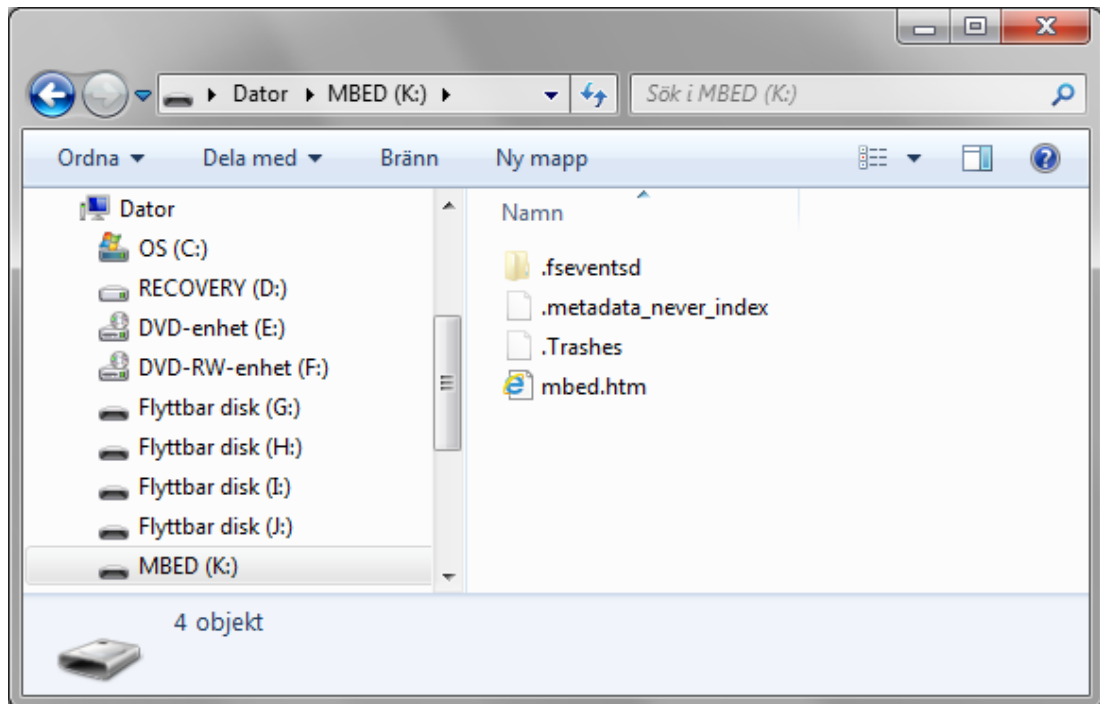 Dator MBED (K:)
Sök i MBED (K:)
Ordna Dela med Bränn Ny mapp
Dator
OS (C:)
RECOVERY (D:)
DVD-enhet (E:)
DVD-RW-enhet (F:)
Flyttbar disk (G:)
Flyttbar disk (H:)
Flyttbar disk (I:)
Flyttbar disk (J:)
MBED (K:)
Namn
.fseventsd
.metadata_never_index
.Trashes
mbed.htm
4 objekt